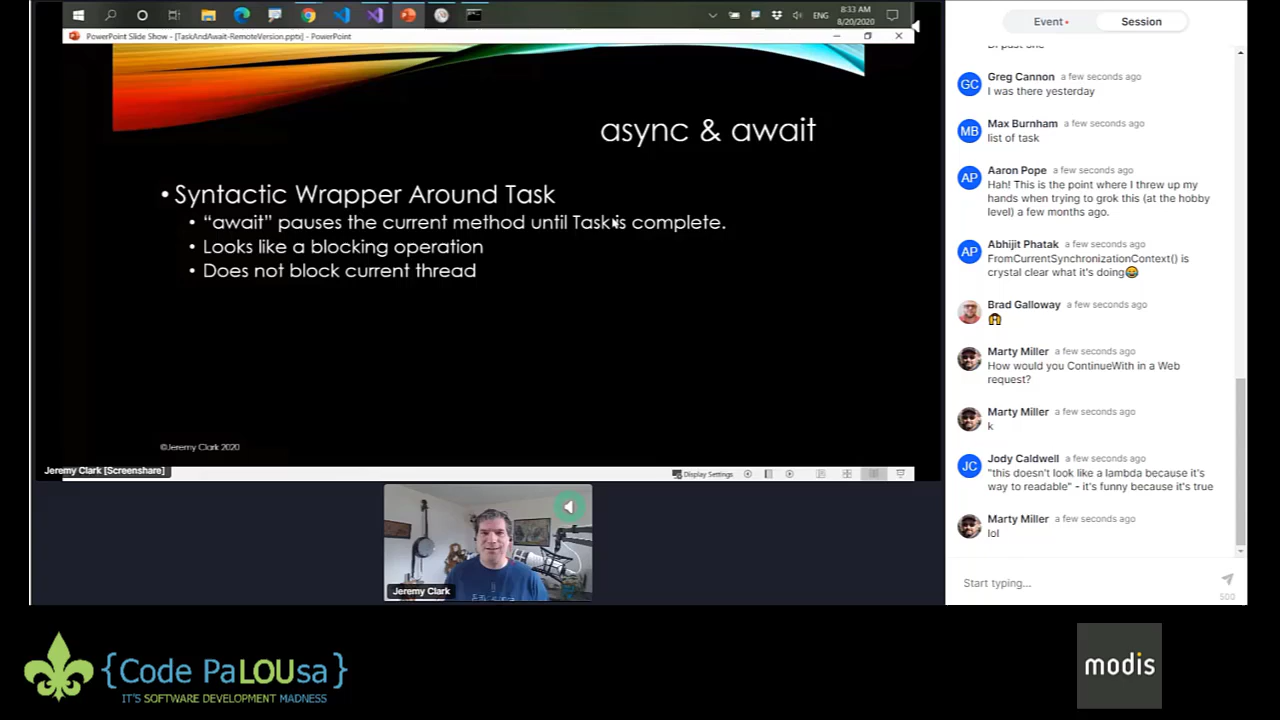 8:33 AM
ENG
8/20/2020
PowerPoint Slide Show - [TaskAndAwait-RemoteVersion.pptx] - PowerPoint
async & await
• Syntactic Wrapper Around Task
• “await” pauses the current method until Task is complete.
• Looks like a blocking operation
• Does not block current thread
©Jeremy Clark 2020
Jeremy Clark [Screenshare]
Display Settings
Jeremy Clark
Event
Session
Greg Cannon a few seconds ago
GC
I was there yesterday
Max Burnham a few seconds ago
MB
list of task
Aaron Pope a few seconds ago
AP
Hah! This is the point where I threw up my
hands when trying to grok this (at the hobby
level) a few months ago.
Abhijit Phatak a few seconds ago
AP
FromCurrentSynchronizationContext() is
crystal clear what it's doing😂
Brad Galloway a few seconds ago
Marty Miller a few seconds ago
How would you ContinueWith in a Web
request?
Marty Miller a few seconds ago
k
Jody Caldwell a few seconds ago
JC
"this doesn't look like a lambda because it's
way to readable" - it's funny because it's true
Marty Miller a few seconds ago
lol
Start typing...
500
{Code PaLOUsa}
IT'S SOFTWARE DEVELOPMENT MADNESS
modis